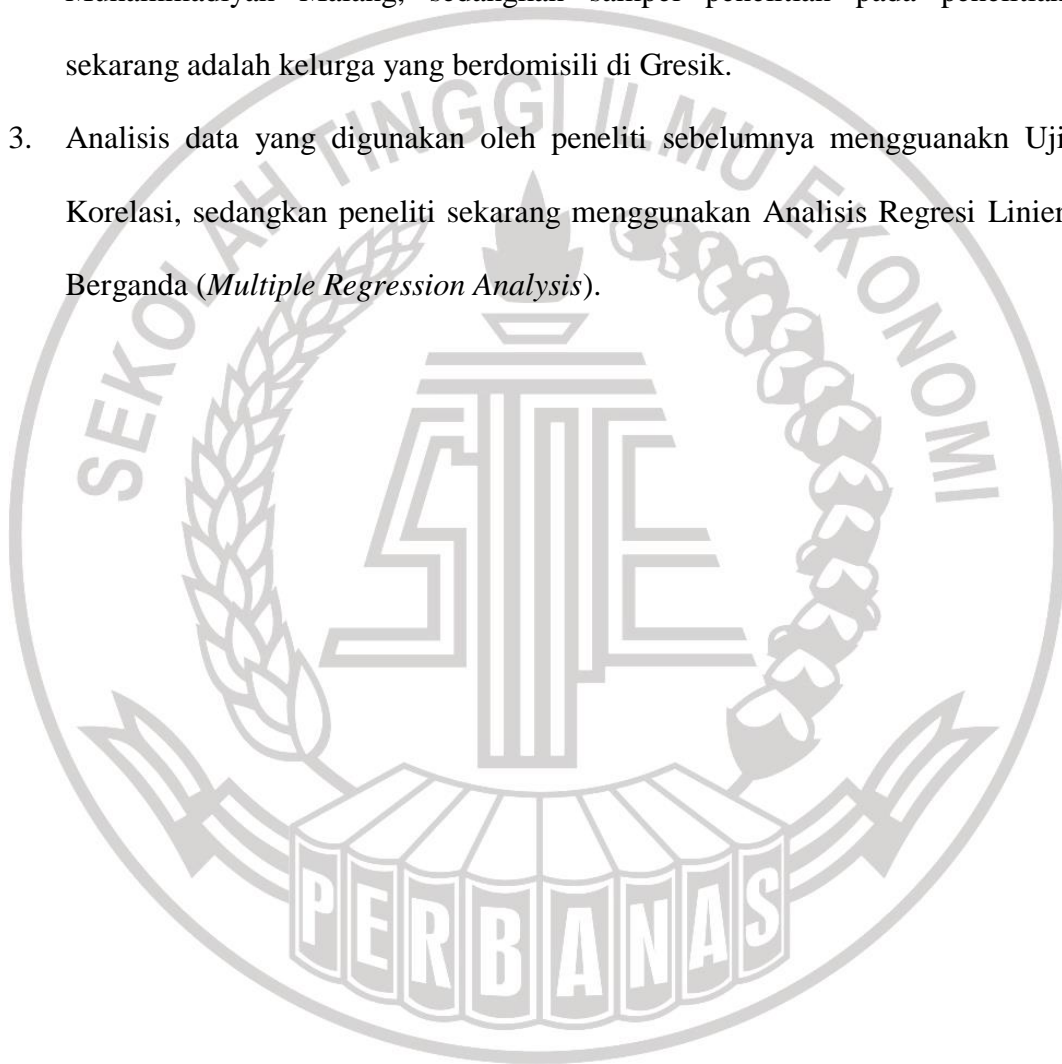 Muhammadiyah Malang, sedangkan sampel penelitian pada penelitian
sekarang adalah kelurga yang berdomisili di Gresik.
3. Analisis data yang digunakan oleh peneliti sebelumnya mengguanakn Uji
Korelasi, sedangkan peneliti sekarang menggunakan Analisis Regresi Linier
Berganda (Multiple Regression Analysis).
SEKOLAH TINGGI ILMU EKONOMI
STIE
PERBANAS